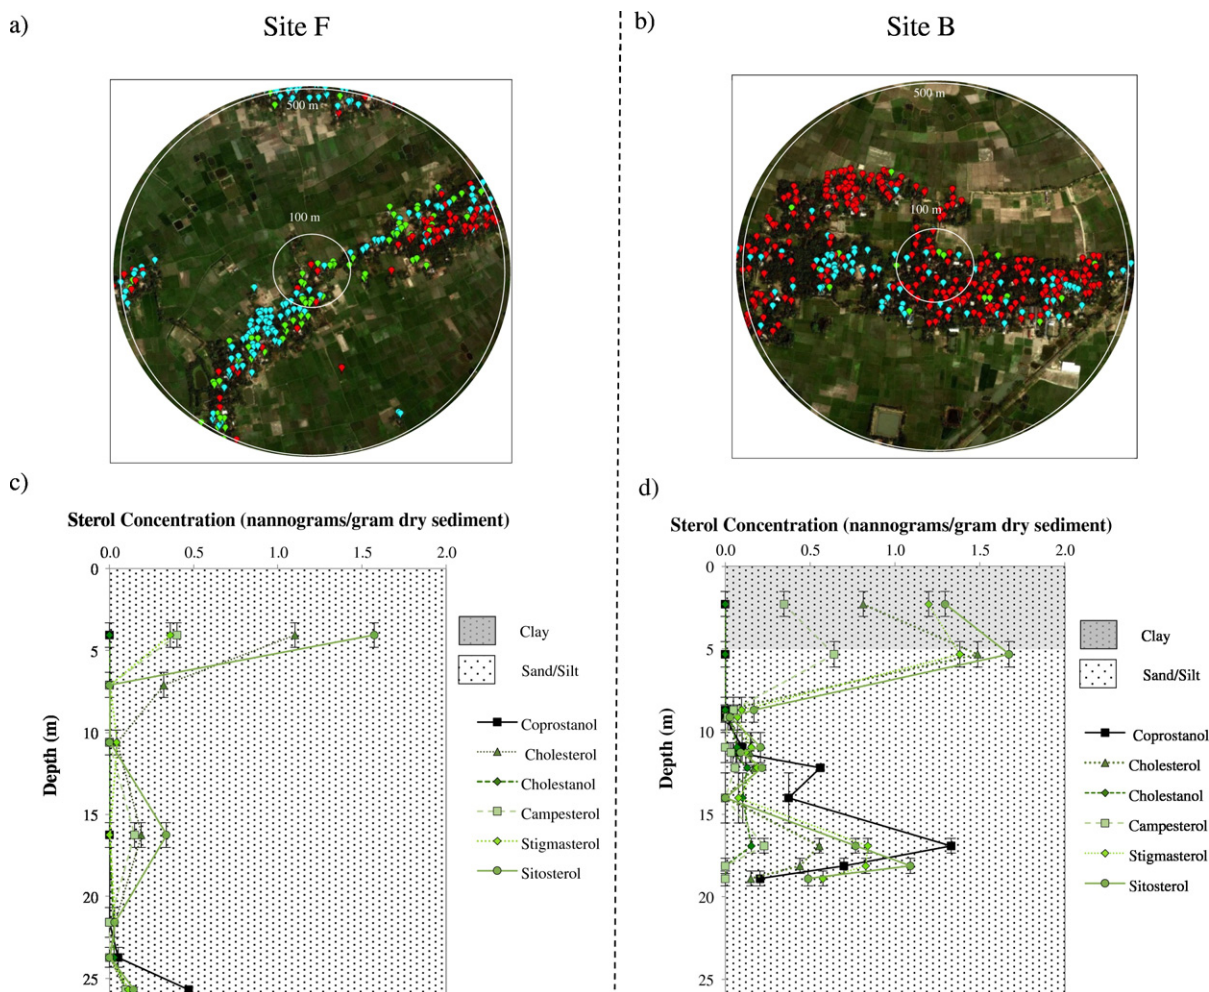 a)
Site F
500 m
100 m
b)
Site B
500 m
100 m
c)
Sterol Concentration (nannograms/gram dry sediment)
0.0 0.5 1.0 1.5 2.0
0
5
10
15
20
25
Depth (m)
Clay
Sand/Silt
Coprostanol
Cholesterol
Cholestanol
Campesterol
Stigmasterol
Sitosterol
d)
Sterol Concentration (nannograms/gram dry sediment)
0.0 0.5 1.0 1.5 2.0
0
5
10
15
20
25
Depth (m)
Clay
Sand/Silt
Coprostanol
Cholesterol
Cholestanol
Campesterol
Stigmasterol
Sitosterol